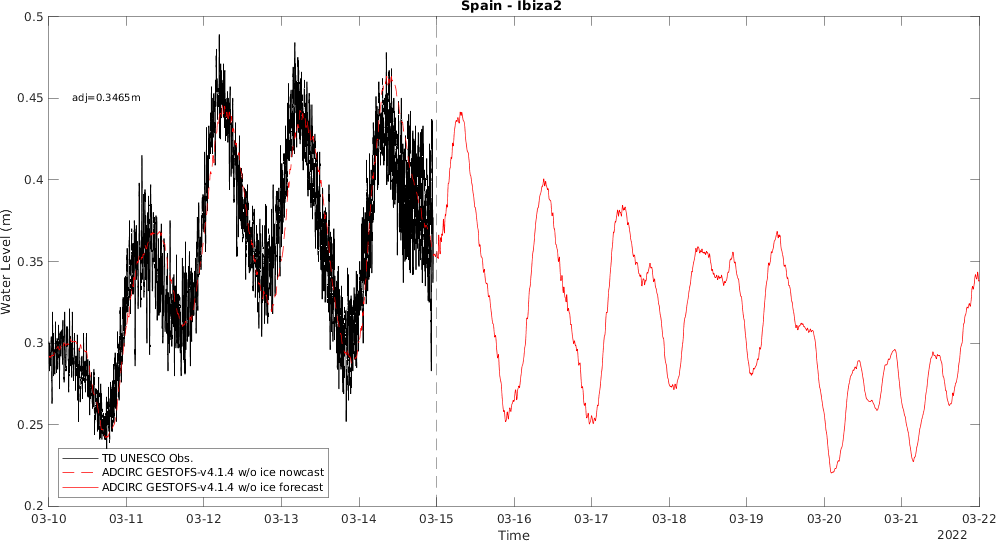 Spain - Ibiza2
0.5
0.45
0.4
0.35
0.3
0.25
0.2
Water Level (m)
adj=0.3465m
TD UNESCO Obs.
ADCIRC GESTOFS-v4.1.4 w/o ice nowcast
ADCIRC GESTOFS-v4.1.4 w/o ice forecast
03-10 03-11 03-12 03-13 03-14 03-15 03-16 03-17 03-18 03-19 03-20 03-21 03-22
Time
2022